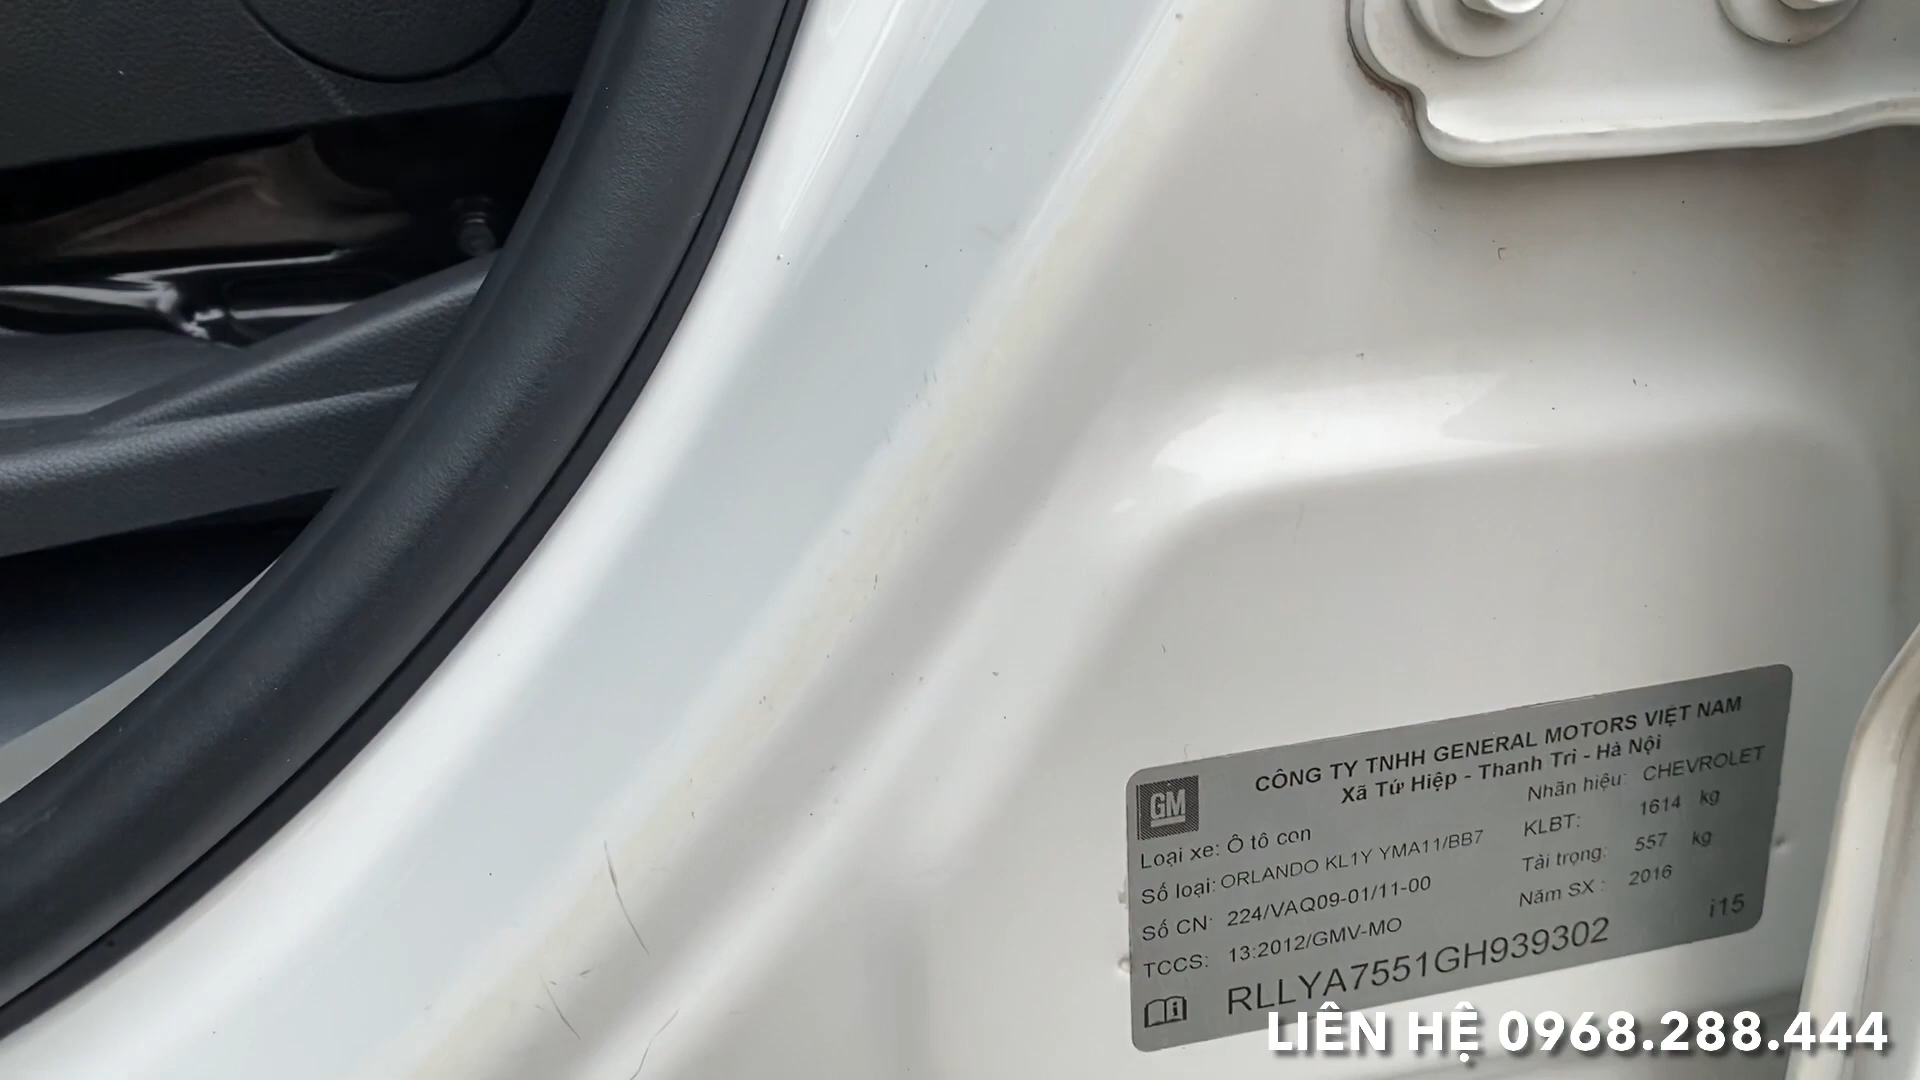 GM
CÔNG TY TNHH GENERAL MOTORS VIỆT NAM
Xã Tứ Hiệp - Thanh Trì - Hà Nội
Loại xe: Ô tô con
Nhãn hiệu: CHEVROLET
Số loại: ORLANDO KL1Y YMA11/BB7
KLBT: 1614 kg
Số CN: 224/VAQ09-01/11-00
Tải trọng: 557 kg
TCCS: 13:2012/GMV-MO
Năm SX : 2016
RLLYA7551GH939302
i15
LIÊN HỆ 0968.288.444